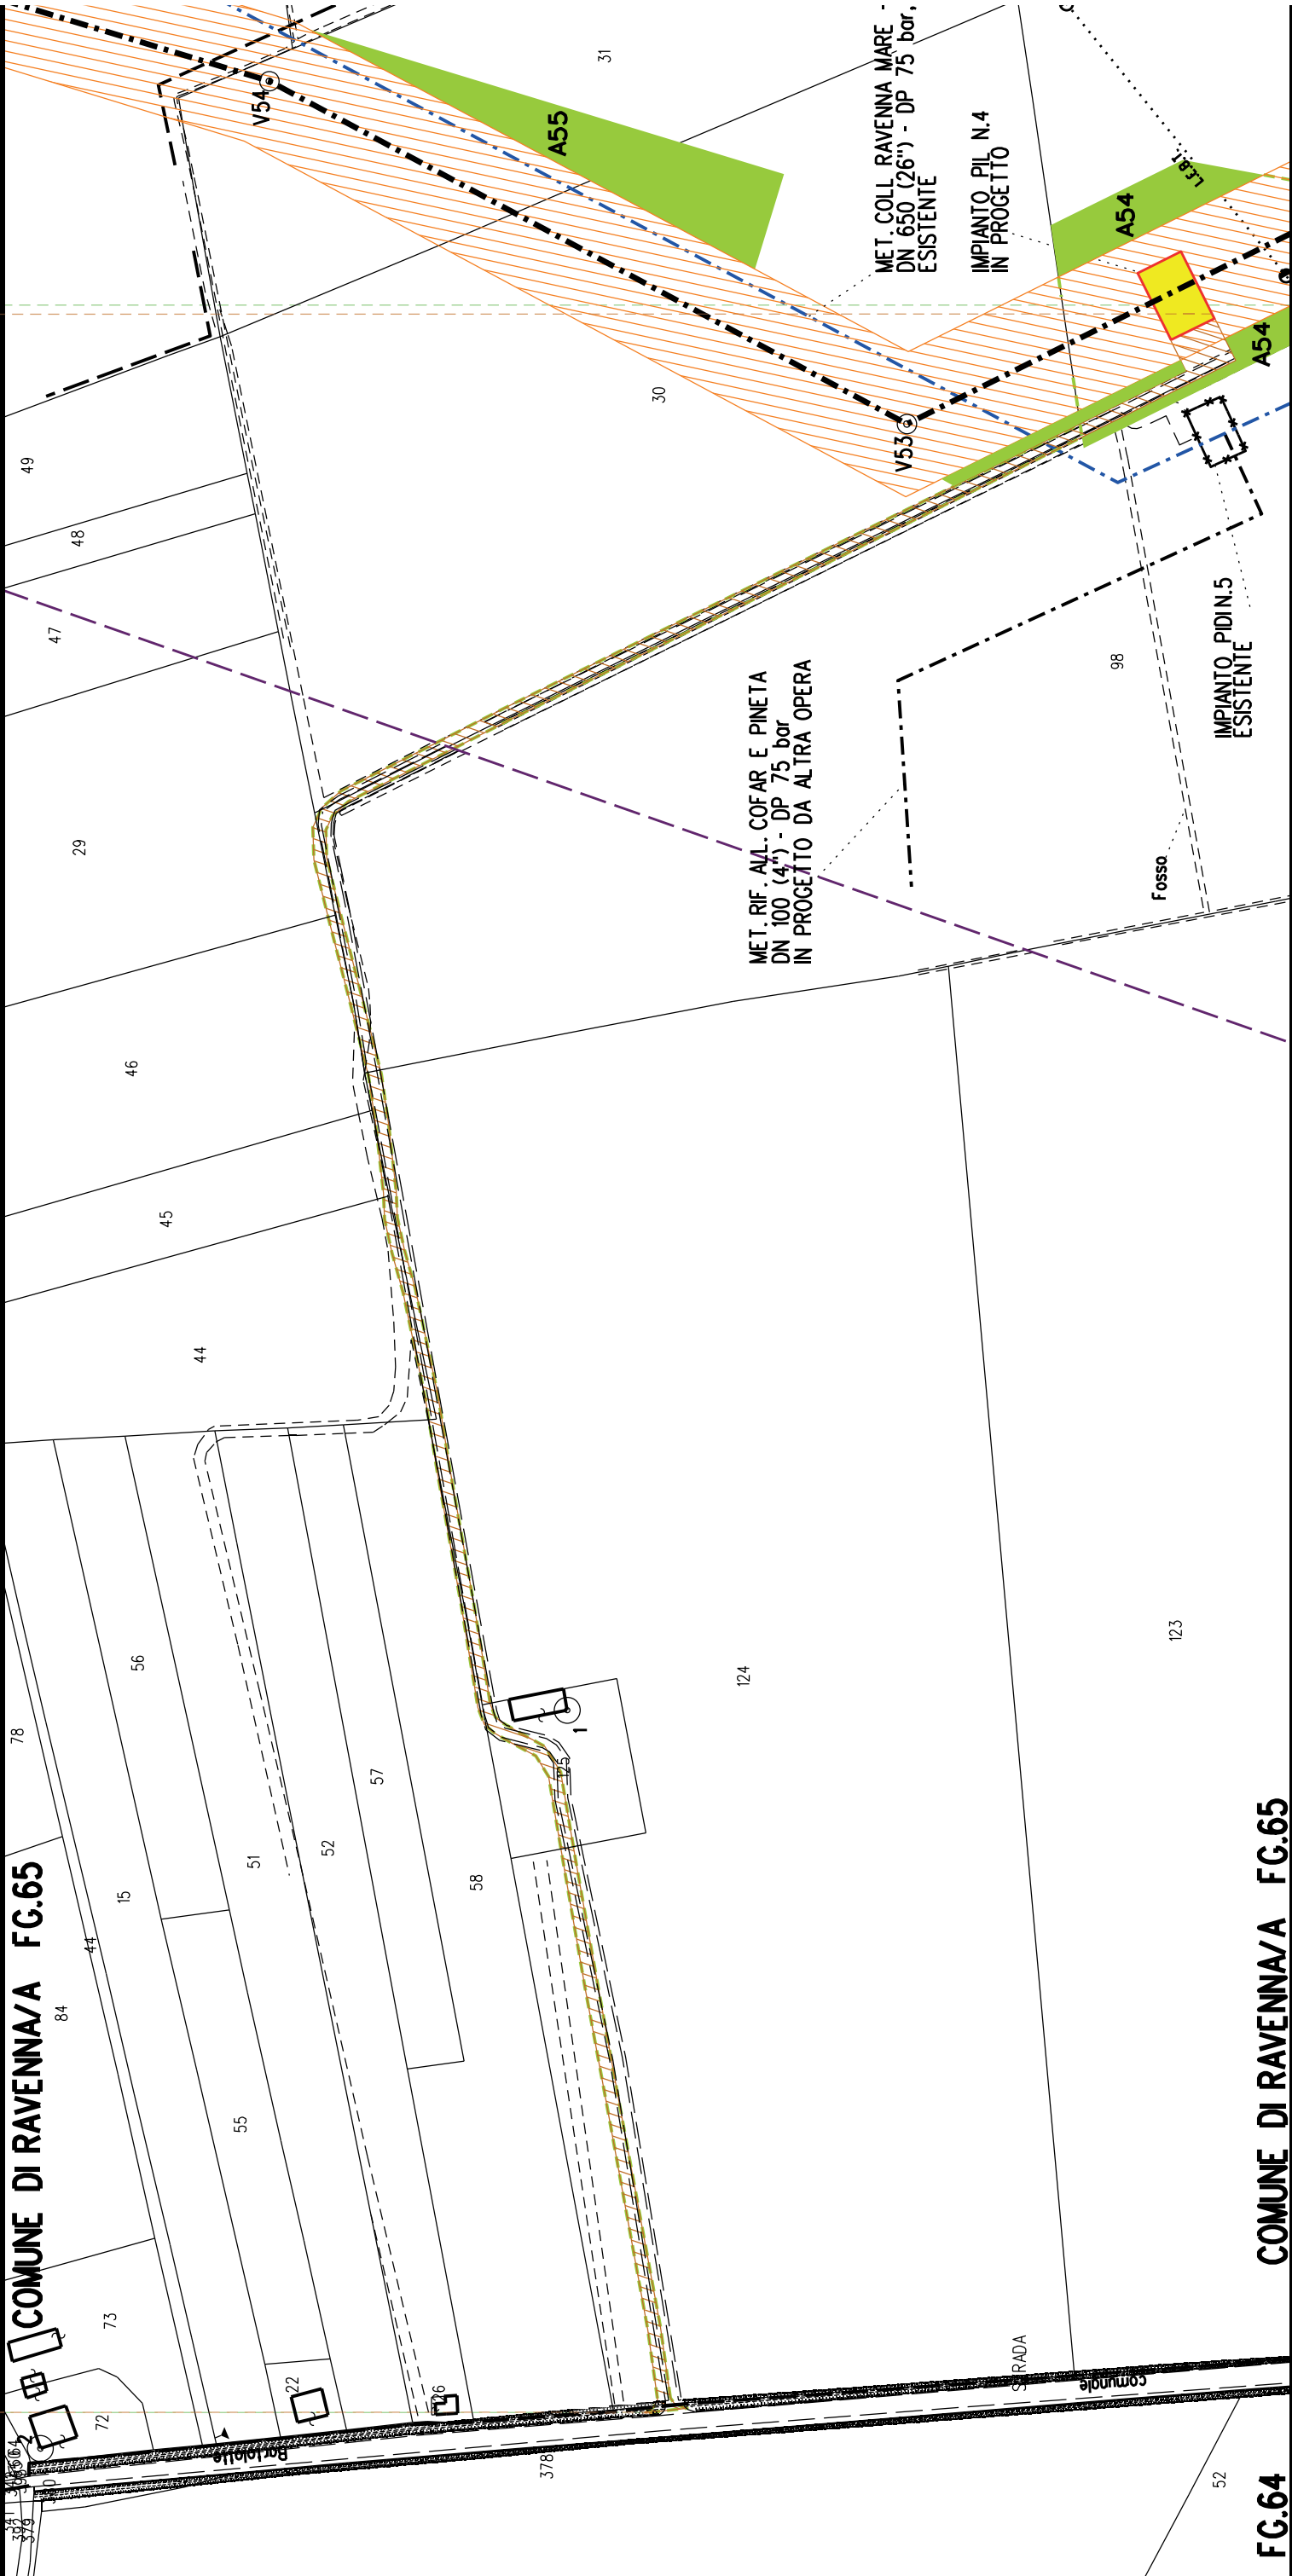 COMUNE DI RAVENNA/A FG.65
COMUNE DI RAVENNA/A FG.65
FG.64
V54
A55
31
MET. COLL RAVENNA MARE -
DN 650 (26") - DP 75 bar,
ESISTENTE
IMPIANTO PIL N.4
IN PROGETTO
A54
A54
V53
30
49
48
47
29
46
45
44
MET. RIF. ALL. COFAR E PINETA
DN 100 (4") - DP 75 bar
IN PROGETTO DA ALTRA OPERA
98
IMPIANTO PIDI N.5
ESISTENTE
Fosso
124
123
125
1
78
56
57
52
51
58
15
44
84
55
73
72
22
126
378
STRADA
comunale
52
392
379